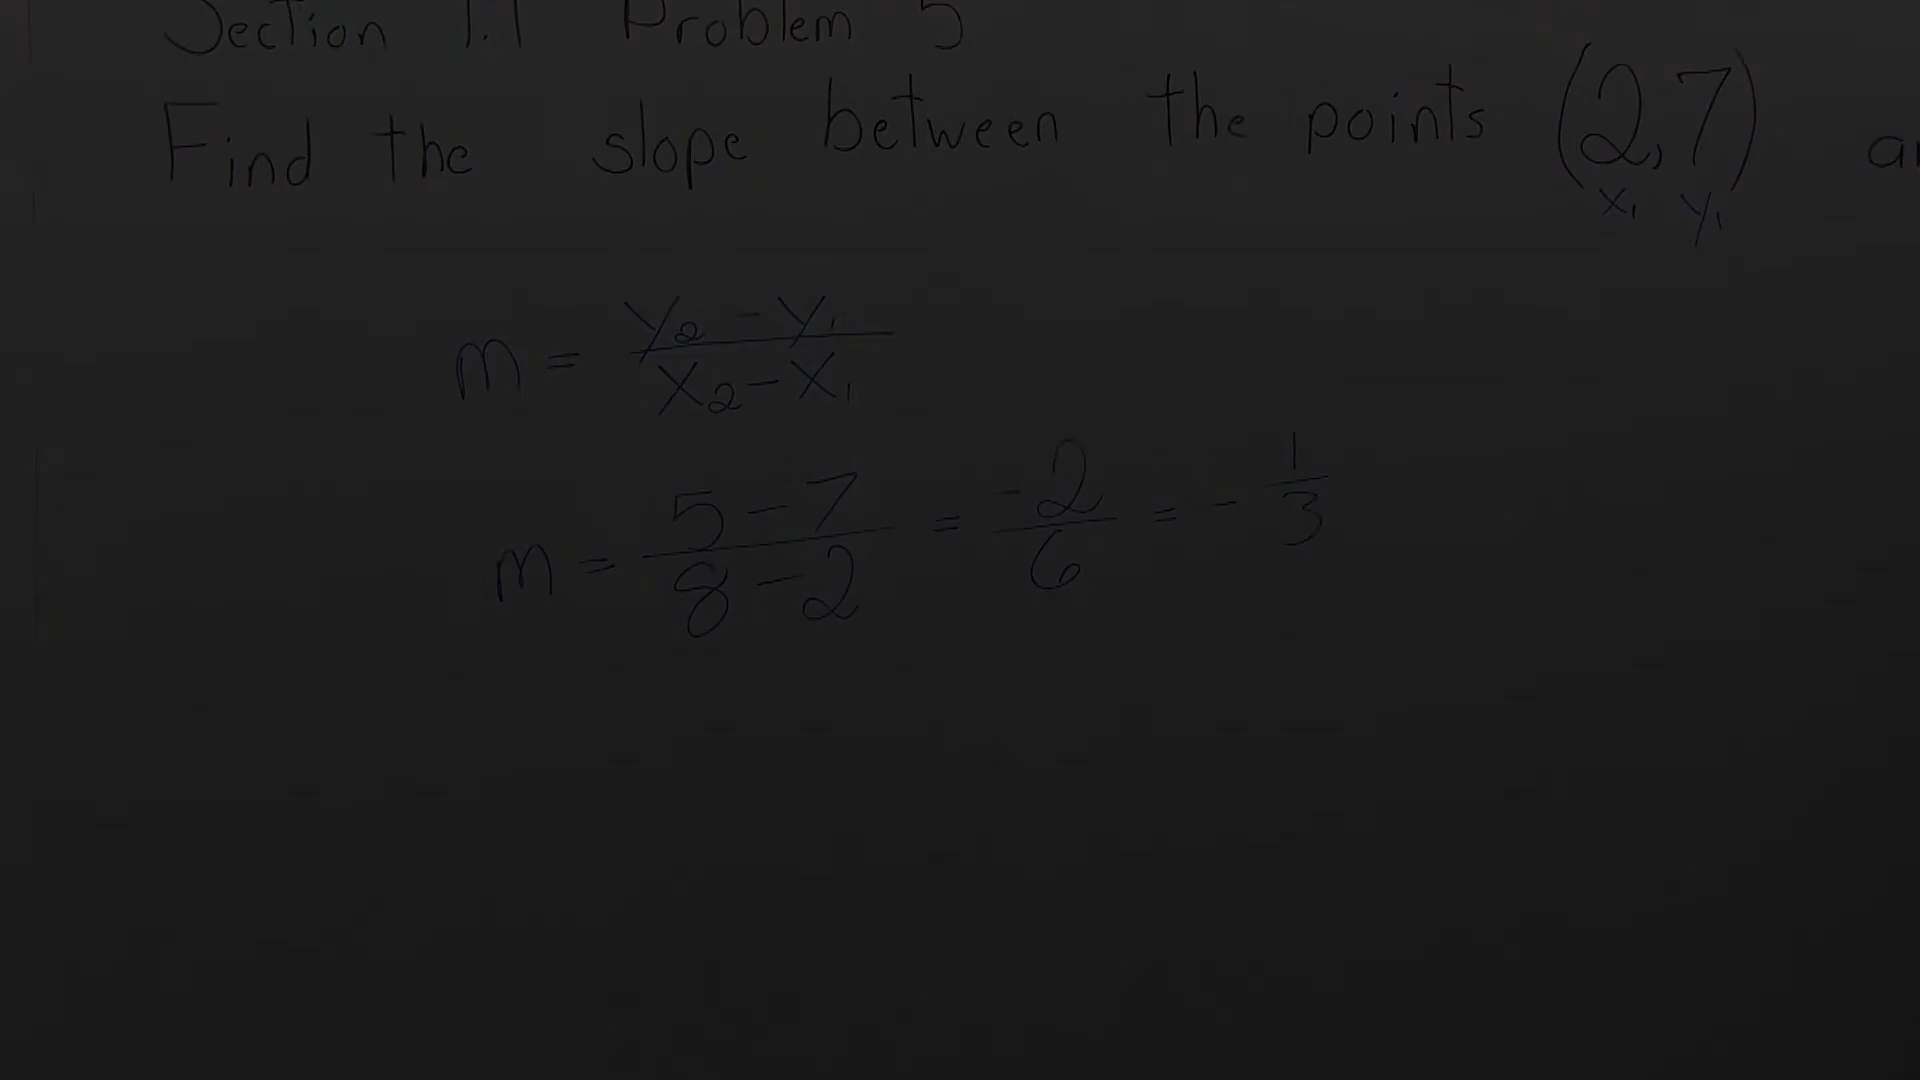 Section 1.1 Problem 5
Find the slope between the points (2,7)
x₁ y₁
m = (y₂ - y₁)/(x₂ - x₁)
m = (5 - 7)/(8 - 2) = -2/6 = - 1/3